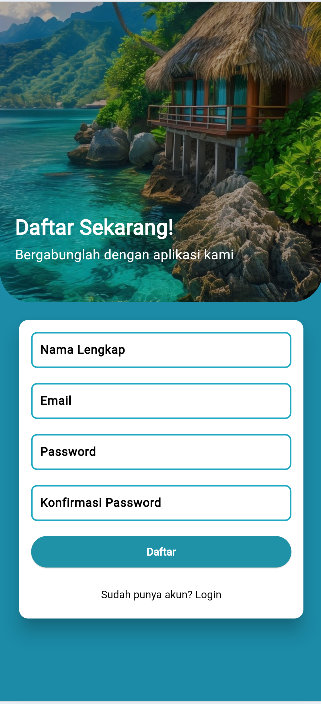 Daftar Sekarang!
Bergabunglah dengan aplikasi kami
Nama Lengkap
Email
Password
Konfirmasi Password
Daftar
Sudah punya akun? Login